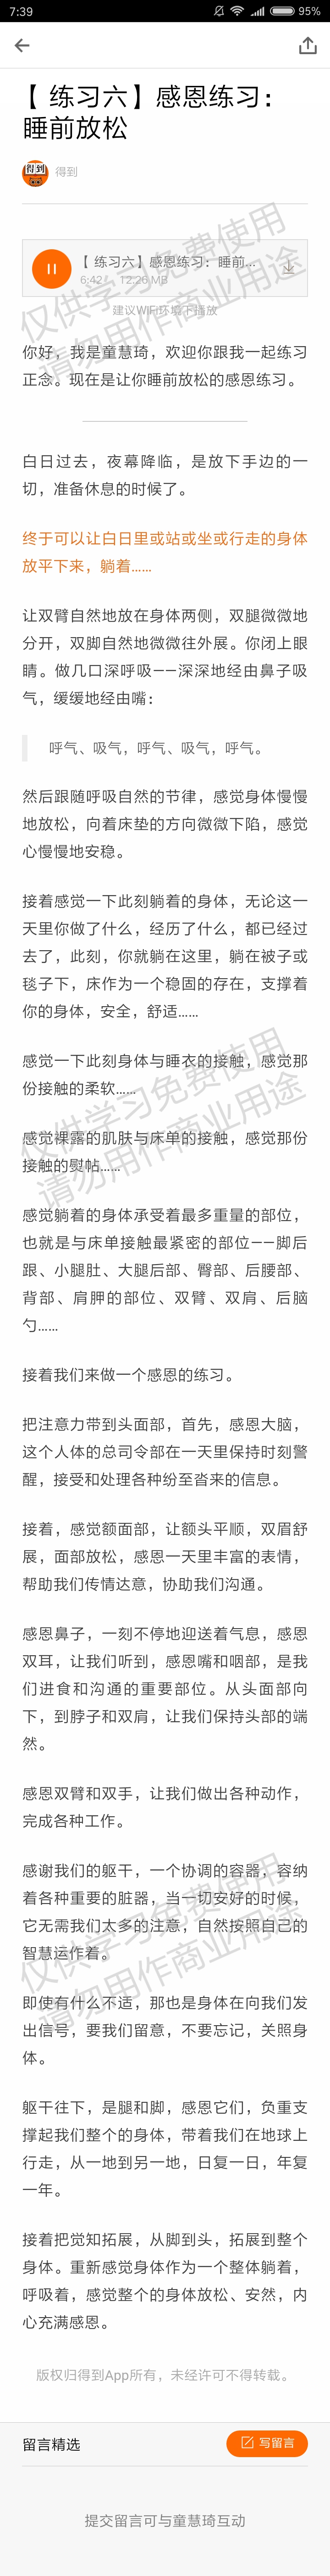 7:39
95%
【 练习六】感恩练习：
睡前放松
得到
得到
【 练习六】感恩练习：睡前...
6:42 12.26 MB
建议WIFI环境下播放
仅供学习免费使用
请勿用作商业用途
你好，我是童慧琦，欢迎你跟我一起练习
正念。现在是让你睡前放松的感恩练习。
白日过去，夜幕降临，是放下手边的一
切，准备休息的时候了。
终于可以让白日里或站或坐或行走的身体
放平下来，躺着……
让双臂自然地放在身体两侧，双腿微微地
分开，双脚自然地微微往外展。你闭上眼
睛。做几口深呼吸——深深地经由鼻子吸
气，缓缓地经由嘴：
呼气、吸气，呼气、吸气，呼气。
然后跟随呼吸自然的节律，感觉身体慢慢
地放松，向着床垫的方向微微下陷，感觉
心慢慢地安稳。
接着感觉一下此刻躺着的身体，无论这一
天里你做了什么，经历了什么，都已经过
去了，此刻，你就躺在这里，躺在被子或
毯子下，床作为一个稳固的存在，支撑着
你的身体，安全，舒适……
感觉一下此刻身体与睡衣的接触，感觉那
份接触的柔软……
仅供学习免费使用
请勿用作商业用途
感觉裸露的肌肤与床单的接触，感觉那份
接触的熨帖……
感觉躺着的身体承受着最多重量的部位，
也就是与床单接触最紧密的部位——脚后
跟、小腿肚、大腿后部、臀部、后腰部、
背部、肩胛的部位、双臂、双肩、后脑
勺……
接着我们来做一个感恩的练习。
把注意力带到头面部，首先，感恩大脑，
这个人体的总司令部在一天里保持时刻警
醒，接受和处理各种纷至沓来的信息。
接着，感觉额面部，让额头平顺，双眉舒
展，面部放松，感恩一天里丰富的表情，
帮助我们传情达意，协助我们沟通。
感恩鼻子，一刻不停地迎送着气息，感恩
双耳，让我们听到，感恩嘴和咽部，是我
们进食和沟通的重要部位。从头面部向
下，到脖子和双肩，让我们保持头部的端
然。
感恩双臂和双手，让我们做出各种动作，
完成各种工作。
感谢我们的躯干，一个协调的容器，容纳
着各种重要的脏器，当一切安好的时候，
它无需我们太多的注意，自然按照自己的
智慧运作着。
仅供学习免费使用
请勿用作商业用途
即使有什么不适，那也是身体在向我们发
出信号，要我们留意，不要忘记，关照身
体。
躯干往下，是腿和脚，感恩它们，负重支
撑起我们整个的身体，带着我们在地球上
行走，从一地到另一地，日复一日，年复
一年。
接着把觉知拓展，从脚到头，拓展到整个
身体。重新感觉身体作为一个整体躺着，
呼吸着，感觉整个的身体放松、安然，内
心充满感恩。
版权归得到App所有，未经许可不得转载。
留言精选
写留言
提交留言可与童慧琦互动